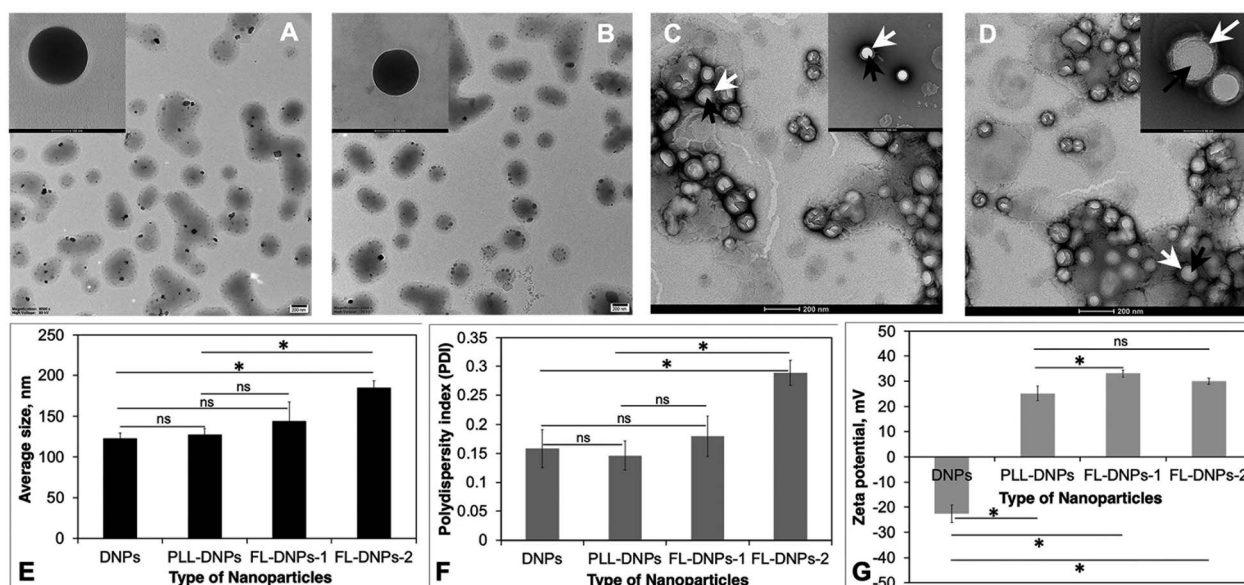 A
B
C
D
200 nm
200 nm
200 nm
200 nm
Average size, nm
250
200
150
100
50
0
*
*
ns
ns
ns
DNPs
PLL-DNPs
FL-DNPs-1
FL-DNPs-2
Type of Nanoparticles
E
Polydispersity index (PDI)
0.35
0.3
0.25
0.2
0.15
0.1
0.05
0
*
*
ns
ns
ns
DNPs
PLL-DNPs
FL-DNPs-1
FL-DNPs-2
Type of Nanoparticles
F
Zeta potential, mV
50
40
30
20
10
0
-10
-20
-30
-40
-50
ns
*
DNPs
PLL-DNPs
FL-DNPs-1
FL-DNPs-2
Type of Nanoparticles
*
*
*
G